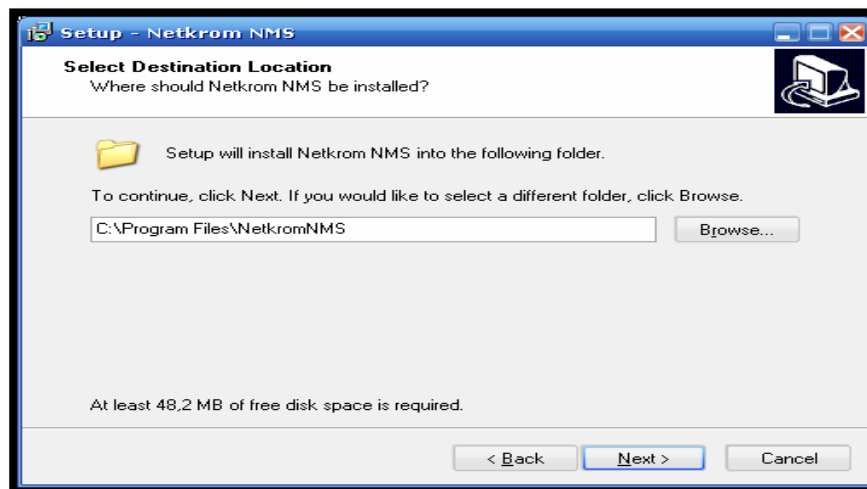 Setup - Netkrom NMS
Select Destination Location
Where should Netkrom NMS be installed?
Setup will install Netkrom NMS into the following folder.
To continue, click Next. If you would like to select a different folder, click Browse.
C:\Program Files\NetkromNMS
Browse...
At least 48,2 MB of free disk space is required.
< Back
Next >
Cancel